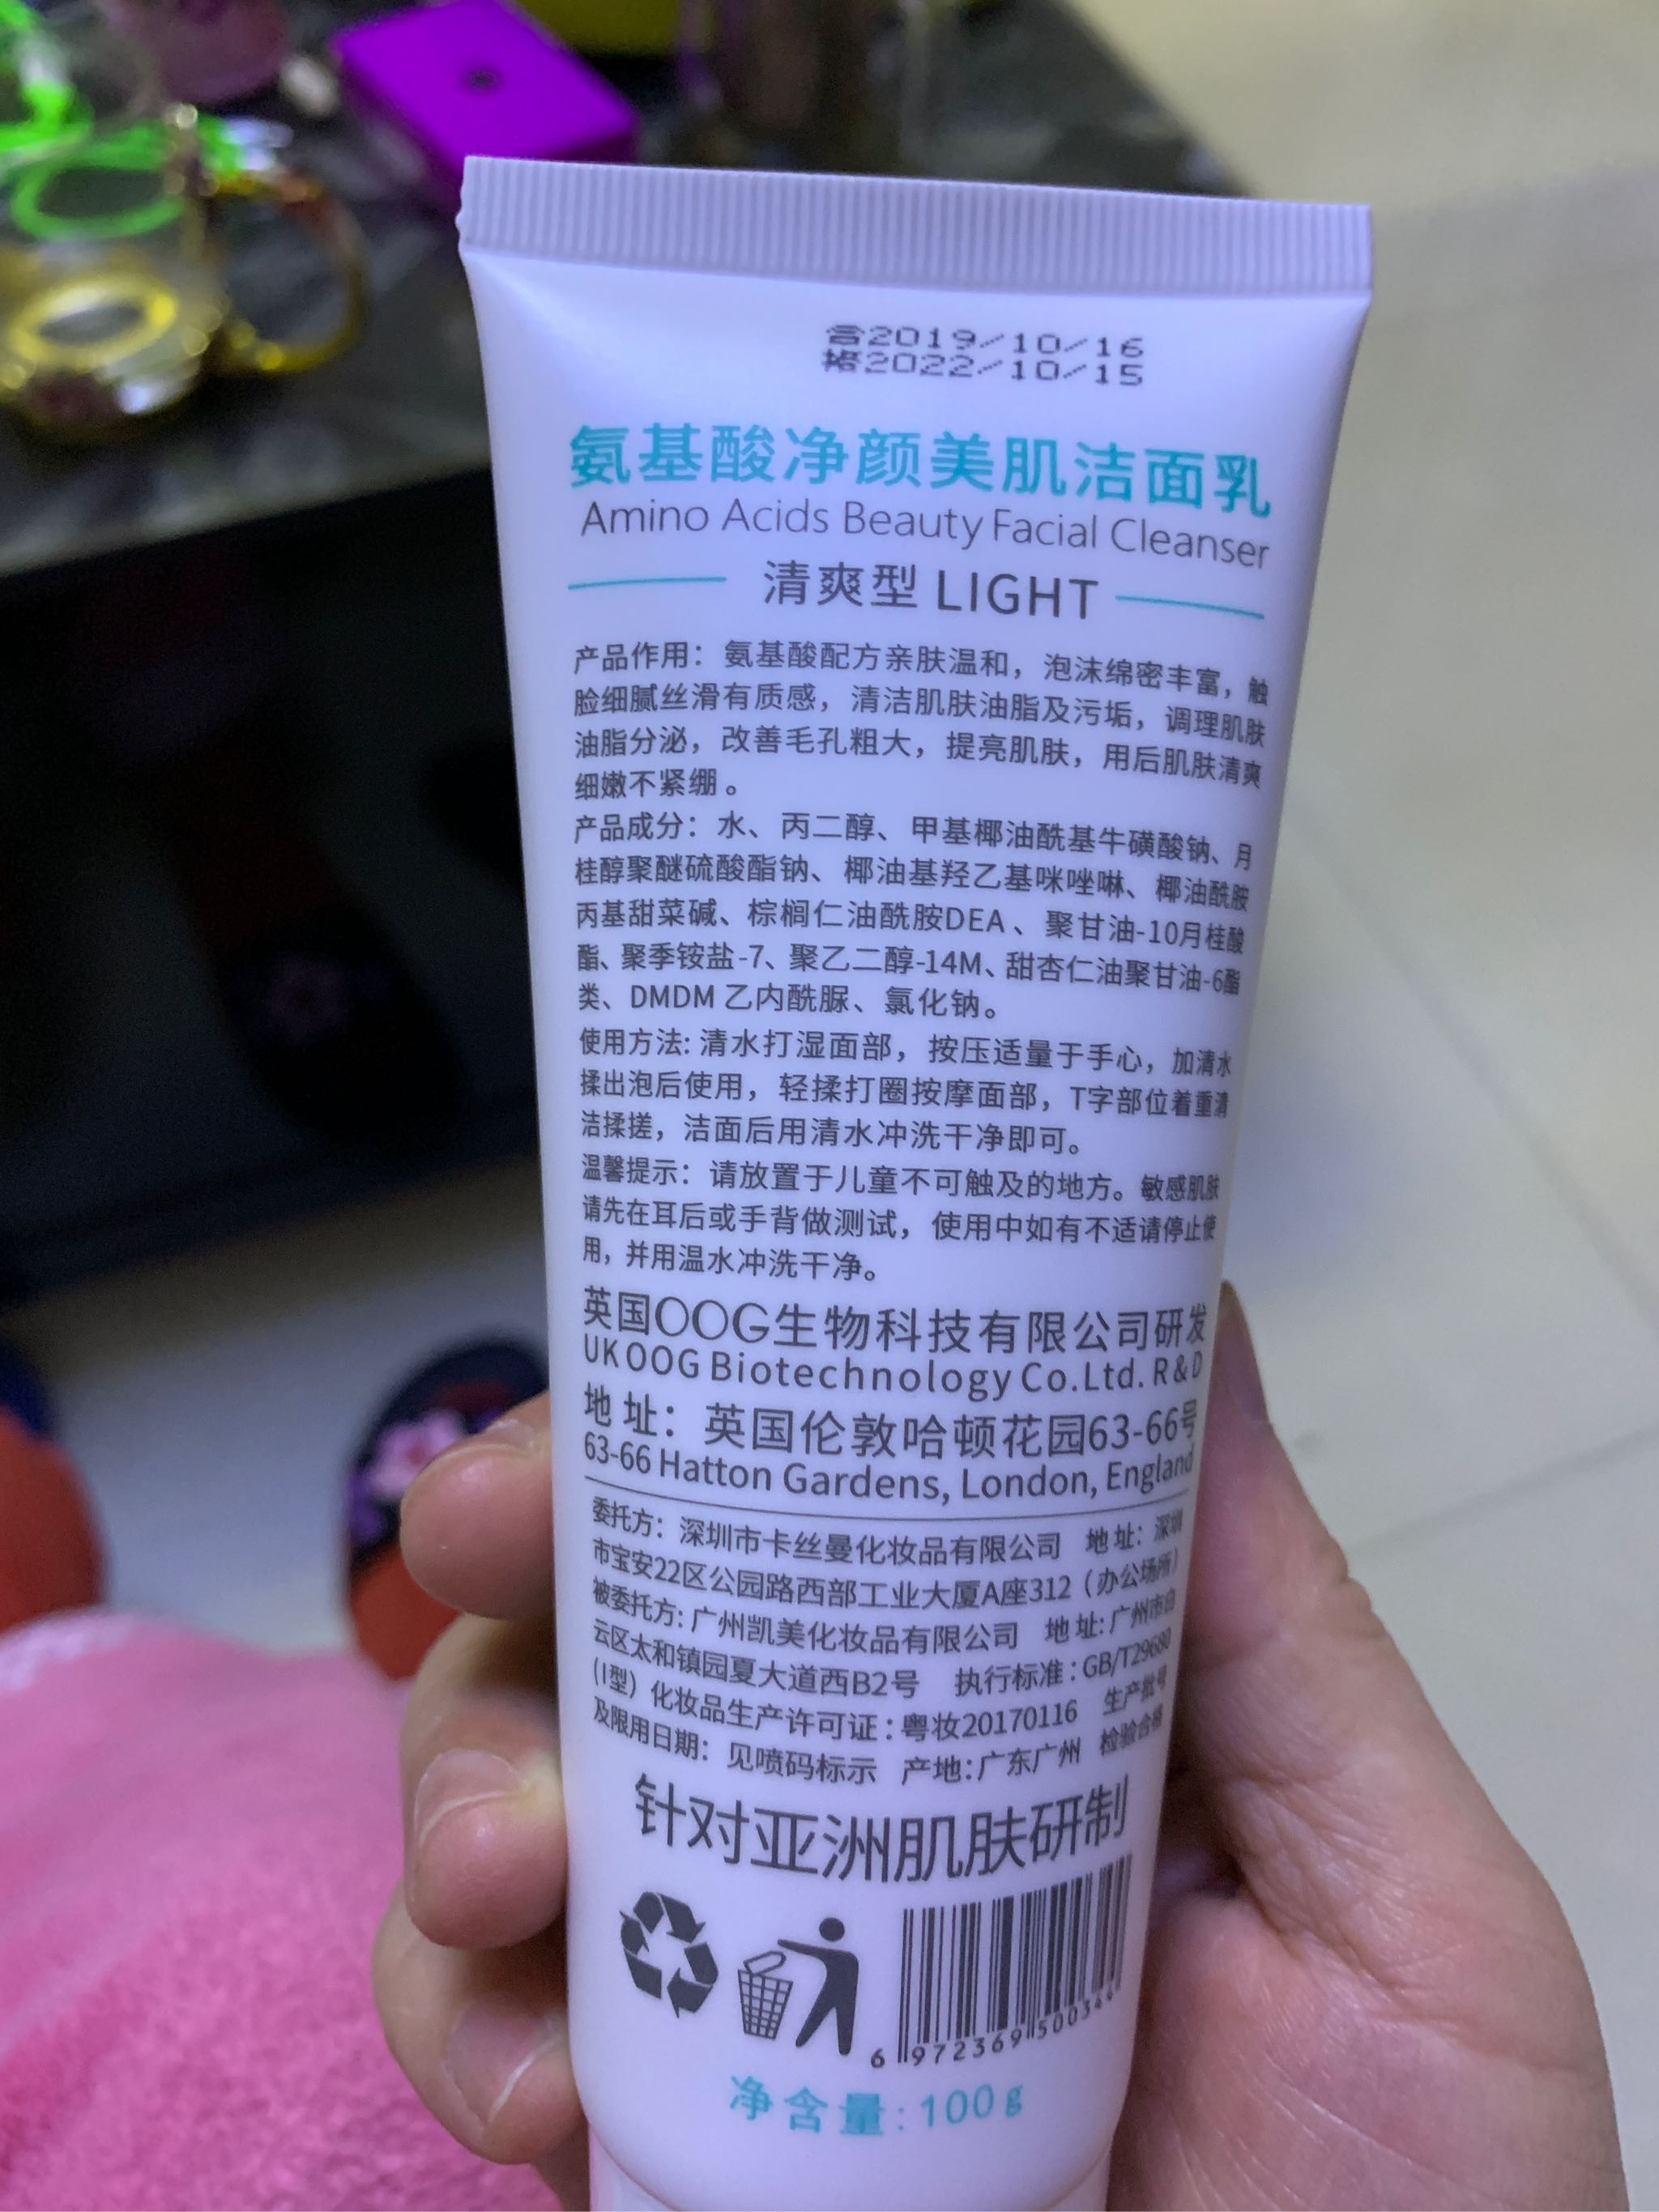 合2019/10/16
格2022/10/15
氨基酸净颜美肌洁面乳
Amino Acids Beauty Facial Cleanser
清爽型 LIGHT
产品作用：氨基酸配方亲肤温和，泡沫绵密丰富，触
脸细腻丝滑有质感，清洁肌肤油脂及污垢，调理肌肤
油脂分泌，改善毛孔粗大，提亮肌肤，用后肌肤清爽
细嫩不紧绷。
产品成分：水、丙二醇、甲基椰油酰基牛磺酸钠、月
桂醇聚醚硫酸酯钠、椰油基羟乙基咪唑啉、椰油酰胺
丙基甜菜碱、棕榈仁油酰胺DEA、聚甘油-10月桂酸
酯、聚季铵盐-7、聚乙二醇-14M、甜杏仁油聚甘油-6酯
类、DMDM 乙内酰脲、氯化钠。
使用方法: 清水打湿面部，按压适量于手心，加清水
揉出泡后使用，轻揉打圈按摩面部，T字部位着重清
洁揉搓，洁面后用清水冲洗干净即可。
温馨提示：请放置于儿童不可触及的地方。敏感肌肤
请先在耳后或手背做测试，使用中如有不适请停止使
用，并用温水冲洗干净。
英国OOG生物科技有限公司研发
UK OOG Biotechnology Co.Ltd. R&D
地址：英国伦敦哈顿花园63-66号
63-66 Hatton Gardens, London, England
委托方：深圳市卡丝曼化妆品有限公司 地址：深圳
市宝安22区公园路西部工业大厦A座312（办公场所）
被委托方: 广州凯美化妆品有限公司 地址: 广州市白
云区太和镇园夏大道西B2号 执行标准: GB/T29680
(I型) 化妆品生产许可证: 粤妆20170116 生产批号
及限用日期：见喷码标示 产地: 广东广州 检验合格
针对亚洲肌肤研制
6 972369 500344
净含量: 100g